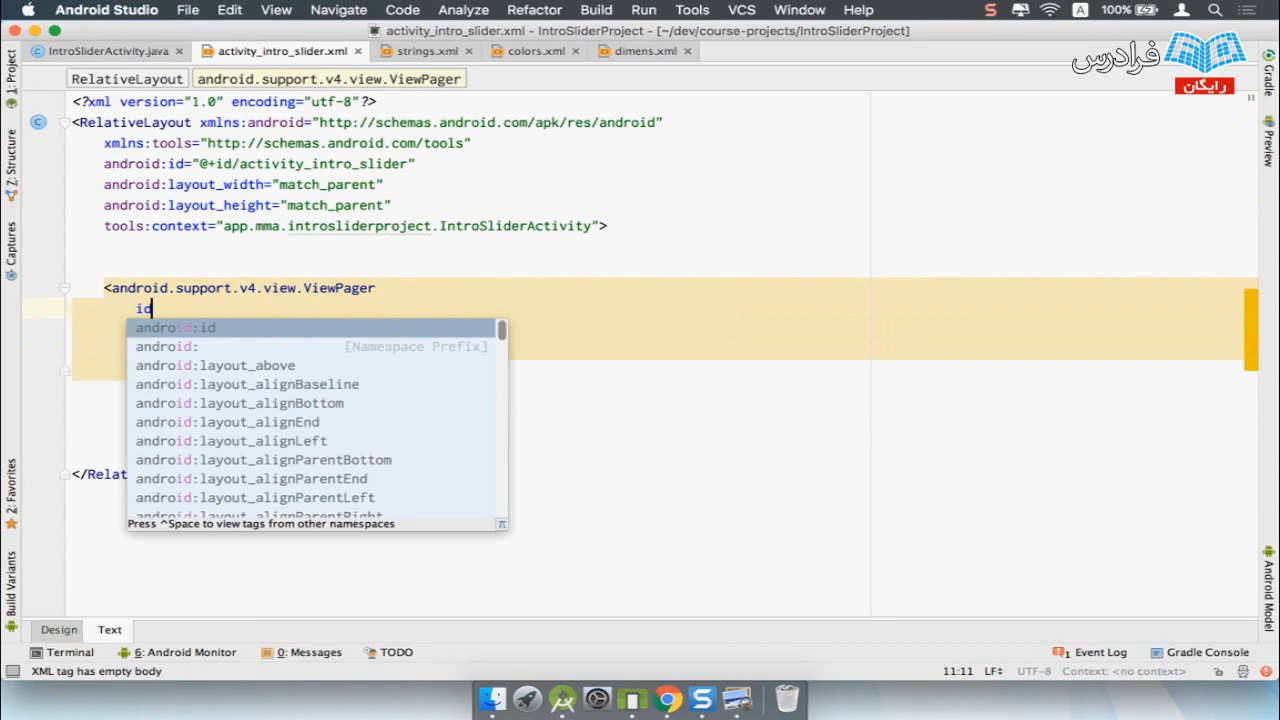 Android Studio File Edit View Navigate Code Analyze Refactor Build Run Tools VCS Window Help S A 100%
activity_intro_slider.xml - IntroSliderProject - [~/dev/course-projects/IntroSliderProject]
IntroSliderActivity.java activity_intro_slider.xml strings.xml colors.xml dimens.xml
فرادرس
رایگان
RelativeLayout android.support.v4.view.ViewPager
1: Project
Z: Structure
Captures
2: Favorites
Build Variants
<?xml version="1.0" encoding="utf-8"?>
C <RelativeLayout xmlns:android="http://schemas.android.com/apk/res/android"
xmlns:tools="http://schemas.android.com/tools"
android:id="@+id/activity_intro_slider"
android:layout_width="match_parent"
android:layout_height="match_parent"
tools:context="app.mma.introsliderproject.IntroSliderActivity">
<android.support.v4.view.ViewPager
id
android:id
android: [Namespace Prefix]
android:layout_above
android:layout_alignBaseline
android:layout_alignBottom
android:layout_alignEnd
android:layout_alignLeft
android:layout_alignParentBottom
android:layout_alignParentEnd
android:layout_alignParentLeft
android:layout_alignParentRight
Press ^Space to view tags from other namespaces π
</Relat
Gradle
Preview
Android Model
Design Text
Terminal 6: Android Monitor 0: Messages TODO 1 Event Log Gradle Console
XML tag has empty body 11:11 LF÷ UTF-8 Context: <no context>
S